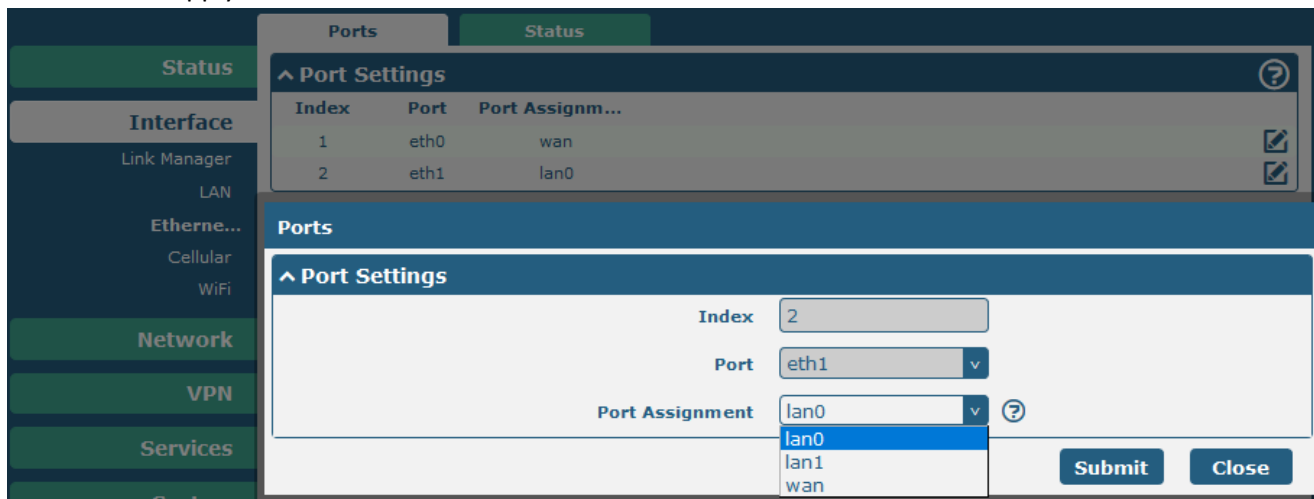 Ports
Status
Status
Port Settings
Index Port Port Assignm...
Interface
1 eth0 wan
Link Manager
2 eth1 lan0
LAN
Etherne...
Ports
Cellular
Port Settings
WiFi
Index 2
Network
Port eth1
VPN
Port Assignment lan0
lan0
Services
lan1
Submit Close
wan